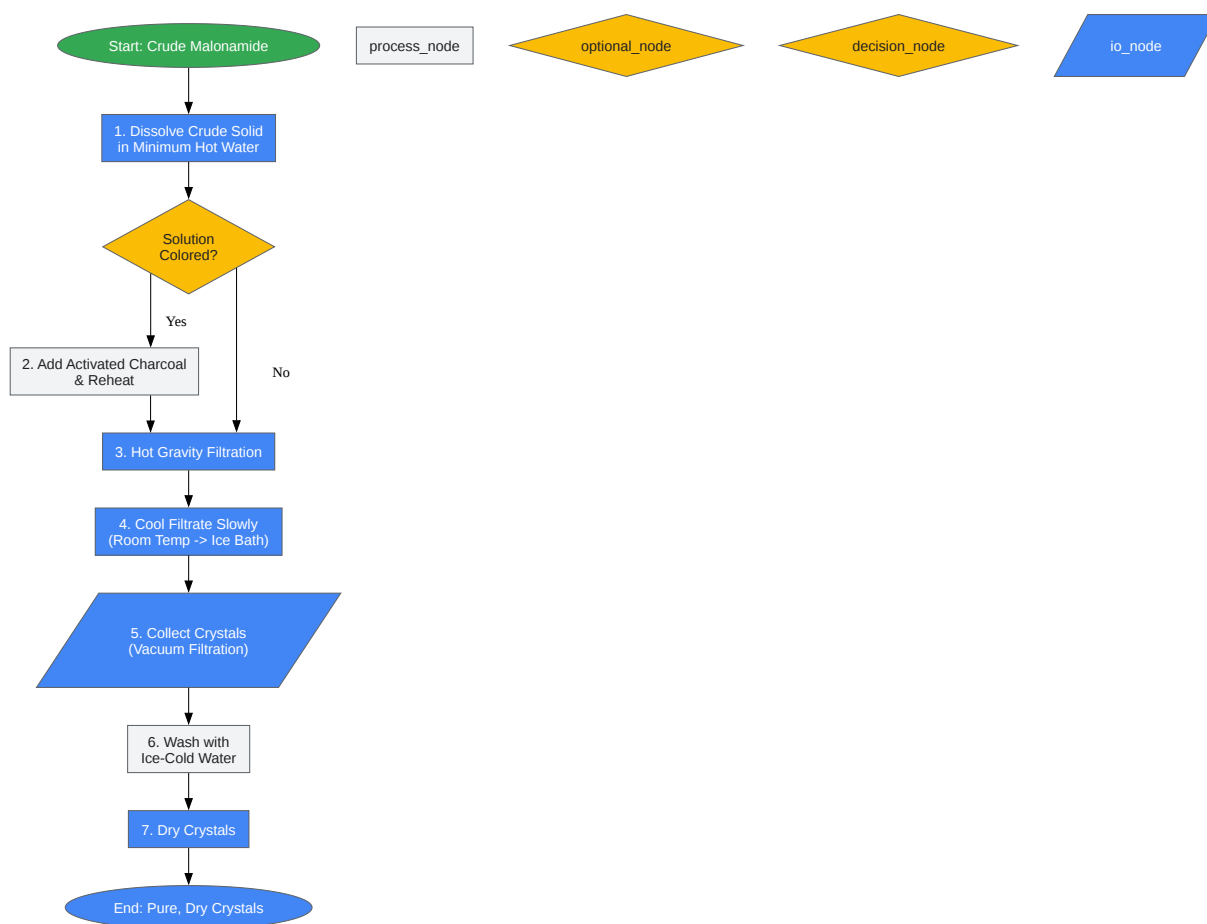 Start: Crude Malonamide
process_node
optional_node
decision_node
io_node
1. Dissolve Crude Solid
in Minimum Hot Water
Solution
Colored?
Yes
2. Add Activated Charcoal
& Reheat
No
3. Hot Gravity Filtration
4. Cool Filtrate Slowly
(Room Temp -> Ice Bath)
5. Collect Crystals
(Vacuum Filtration)
6. Wash with
Ice-Cold Water
7. Dry Crystals
End: Pure, Dry Crystals